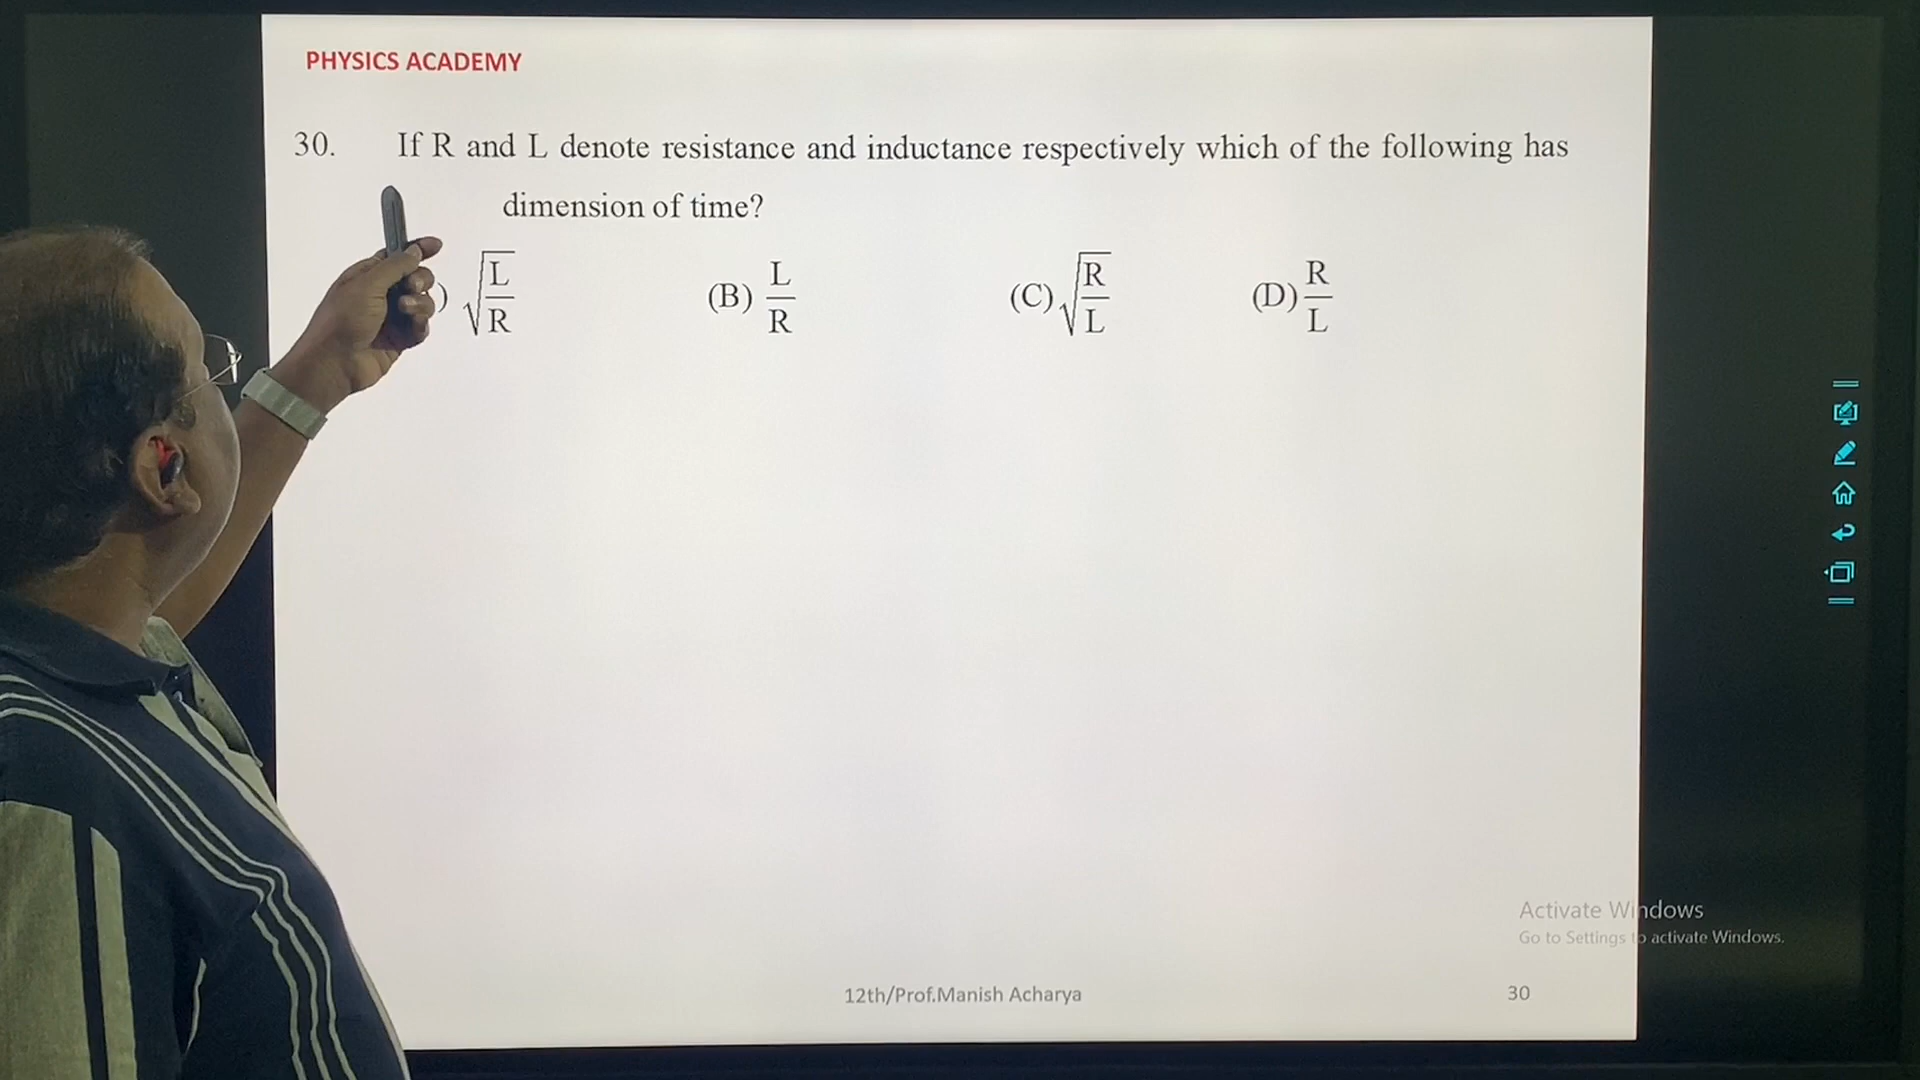 PHYSICS ACADEMY
30. If R and L denote resistance and inductance respectively which of the following has
dimension of time?
) √(L/R) (B) L/R (C) √(R/L) (D) R/L
Activate Windows
Go to Settings to activate Windows.
12th/Prof.Manish Acharya 30